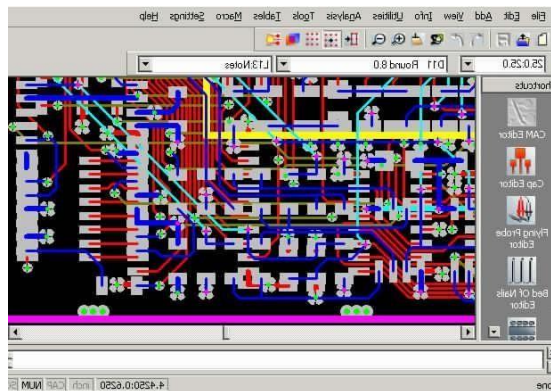 File Edit Add View Info Utilities Analysis Tools Tables Macro Settings Help
25.0:25.0 D11 Round 8.0 L13:Notes
hortcuts
CAM Editor
Cap Editor
Flying Probe
Editor
Bed Of Nails
Editor
one 4.4250:0.6250 inch CAP NUM